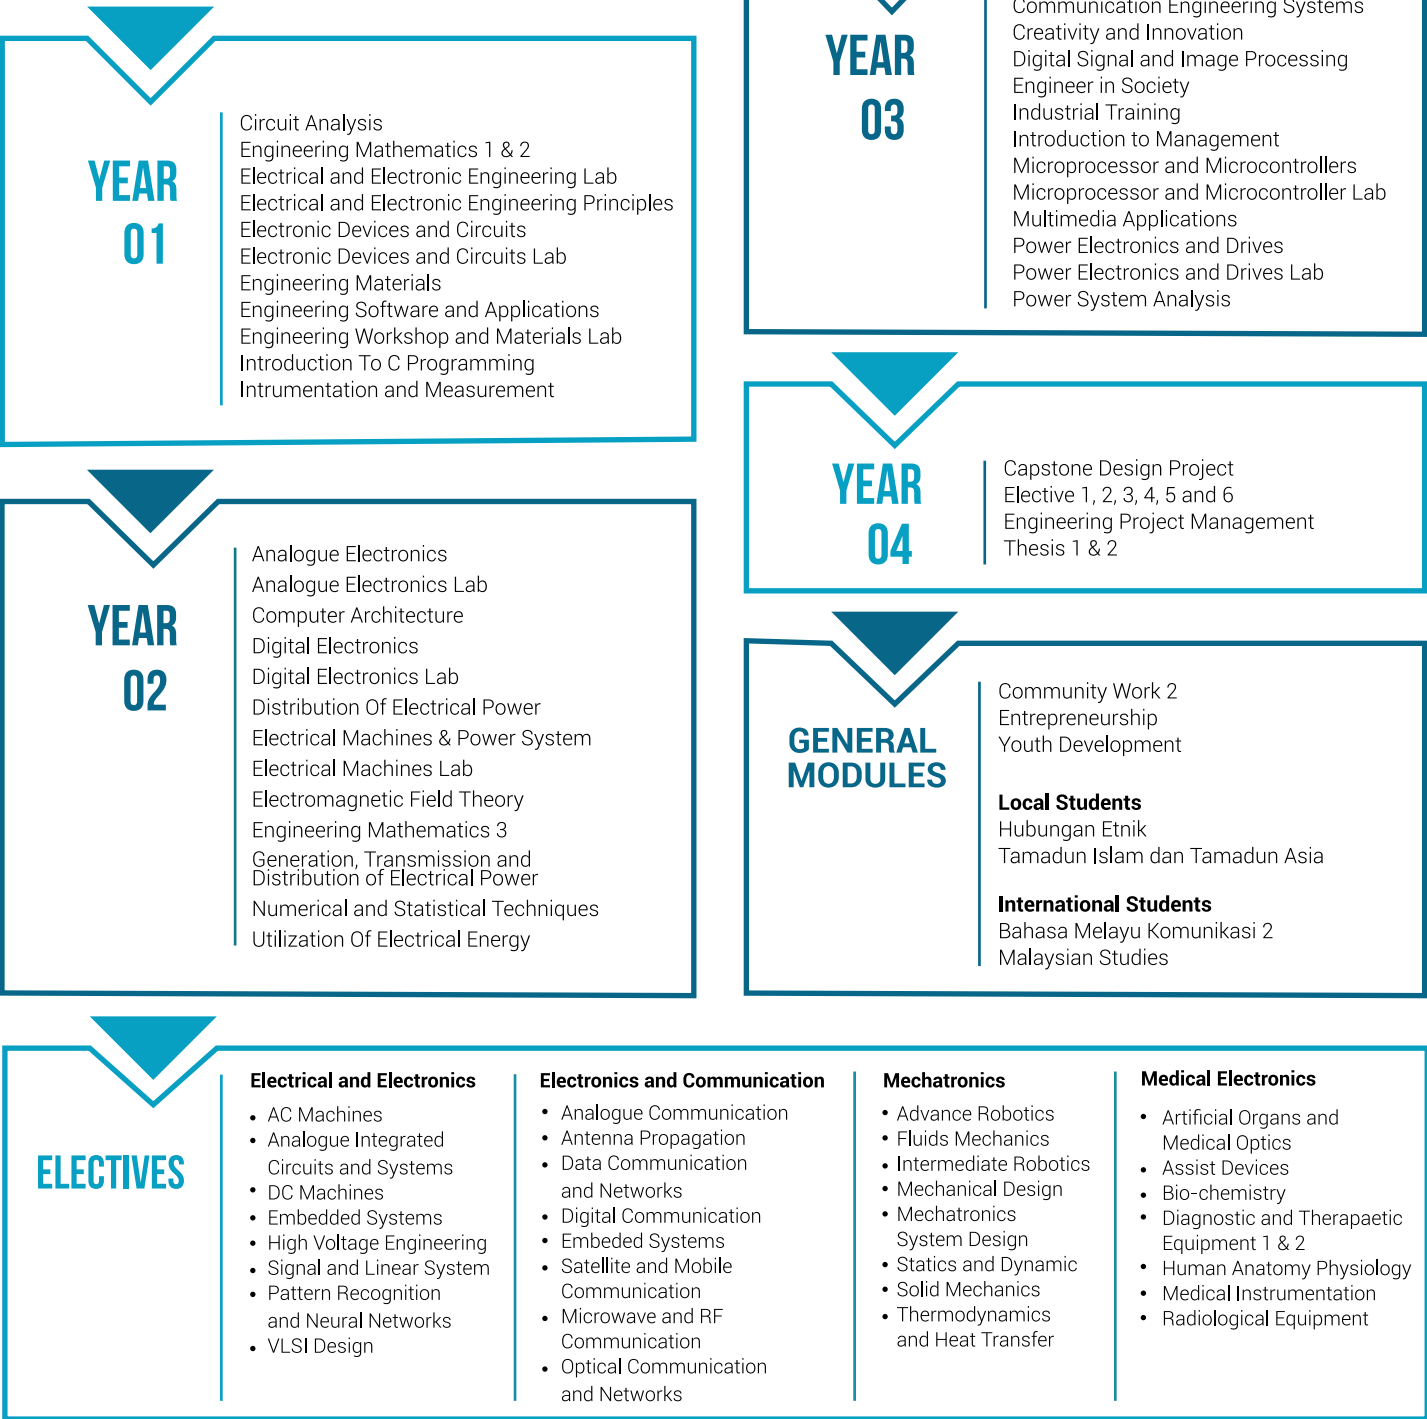 YEAR
01
Circuit Analysis
Engineering Mathematics 1 & 2
Electrical and Electronic Engineering Lab
Electrical and Electronic Engineering Principles
Electronic Devices and Circuits
Electronic Devices and Circuits Lab
Engineering Materials
Engineering Software and Applications
Engineering Workshop and Materials Lab
Introduction To C Programming
Intrumentation and Measurement
YEAR
02
Analogue Electronics
Analogue Electronics Lab
Computer Architecture
Digital Electronics
Digital Electronics Lab
Distribution Of Electrical Power
Electrical Machines & Power System
Electrical Machines Lab
Electromagnetic Field Theory
Engineering Mathematics 3
Generation, Transmission and
Distribution of Electrical Power
Numerical and Statistical Techniques
Utilization Of Electrical Energy
YEAR
03
Communication Engineering Systems
Creativity and Innovation
Digital Signal and Image Processing
Engineer in Society
Industrial Training
Introduction to Management
Microprocessor and Microcontrollers
Microprocessor and Microcontroller Lab
Multimedia Applications
Power Electronics and Drives
Power Electronics and Drives Lab
Power System Analysis
YEAR
04
Capstone Design Project
Elective 1, 2, 3, 4, 5 and 6
Engineering Project Management
Thesis 1 & 2
GENERAL
MODULES
Community Work 2
Entrepreneurship
Youth Development
Local Students
Hubungan Etnik
Tamadun Islam dan Tamadun Asia
International Students
Bahasa Melayu Komunikasi 2
Malaysian Studies
ELECTIVES
Electrical and Electronics
• AC Machines
• Analogue Integrated
Circuits and Systems
• DC Machines
• Embedded Systems
• High Voltage Engineering
• Signal and Linear System
• Pattern Recognition
and Neural Networks
• VLSI Design
Electronics and Communication
• Analogue Communication
• Antenna Propagation
• Data Communication
and Networks
• Digital Communication
• Embeded Systems
• Satellite and Mobile
Communication
• Microwave and RF
Communication
• Optical Communication
and Networks
Mechatronics
• Advance Robotics
• Fluids Mechanics
• Intermediate Robotics
• Mechanical Design
• Mechatronics
System Design
• Statics and Dynamic
• Solid Mechanics
• Thermodynamics
and Heat Transfer
Medical Electronics
• Artificial Organs and
Medical Optics
• Assist Devices
• Bio-chemistry
• Diagnostic and Therapaetic
Equipment 1 & 2
• Human Anatomy Physiology
• Medical Instrumentation
• Radiological Equipment